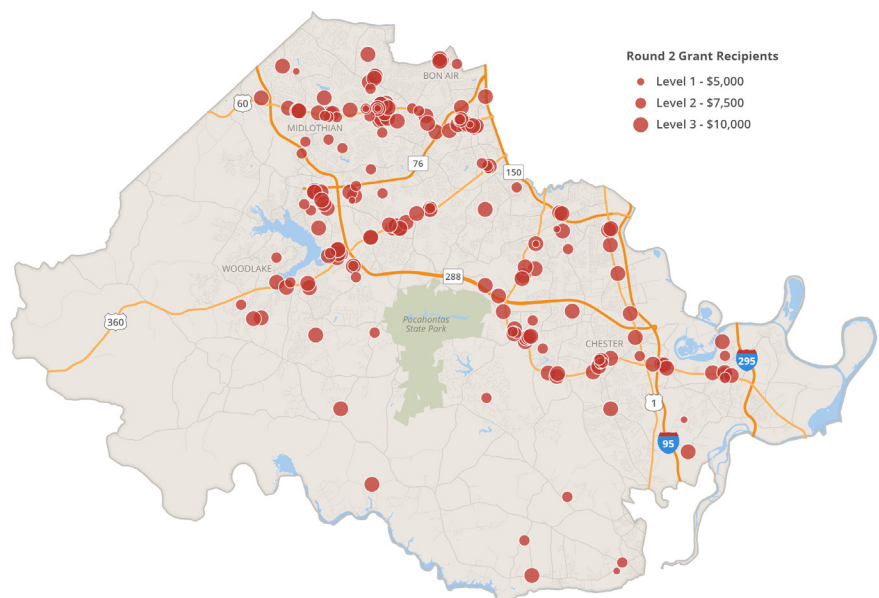 Round 2 Grant Recipients
Level 1 - $5,000
Level 2 - $7,500
Level 3 - $10,000
BON AIR
60
MIDLOTHIAN
76
150
WOODLAKE
288
360
Pocahontas
State Park
CHESTER
295
1
95